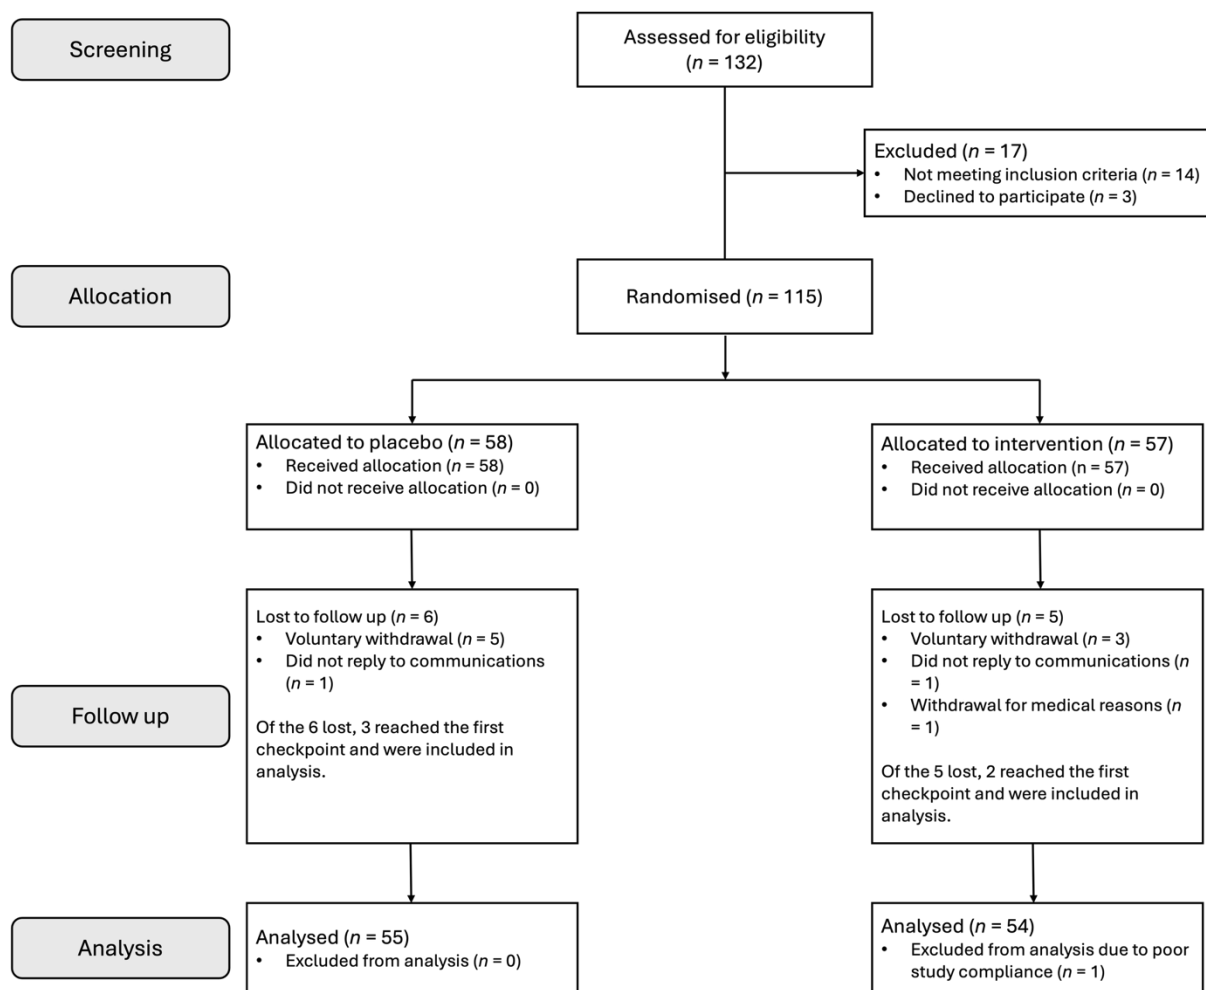 Screening
Assessed for eligibility
(n = 132)
Excluded (n = 17)
• Not meeting inclusion criteria (n = 14)
• Declined to participate (n = 3)
Allocation
Randomised (n = 115)
Allocated to placebo (n = 58)
• Received allocation (n = 58)
• Did not receive allocation (n = 0)
Allocated to intervention (n = 57)
• Received allocation (n = 57)
• Did not receive allocation (n = 0)
Follow up
Lost to follow up (n = 6)
• Voluntary withdrawal (n = 5)
• Did not reply to communications
(n = 1)
Of the 6 lost, 3 reached the first
checkpoint and were included in
analysis.
Lost to follow up (n = 5)
• Voluntary withdrawal (n = 3)
• Did not reply to communications (n
= 1)
• Withdrawal for medical reasons (n
= 1)
Of the 5 lost, 2 reached the first
checkpoint and were included in
analysis.
Analysis
Analysed (n = 55)
• Excluded from analysis (n = 0)
Analysed (n = 54)
• Excluded from analysis due to poor
study compliance (n = 1)